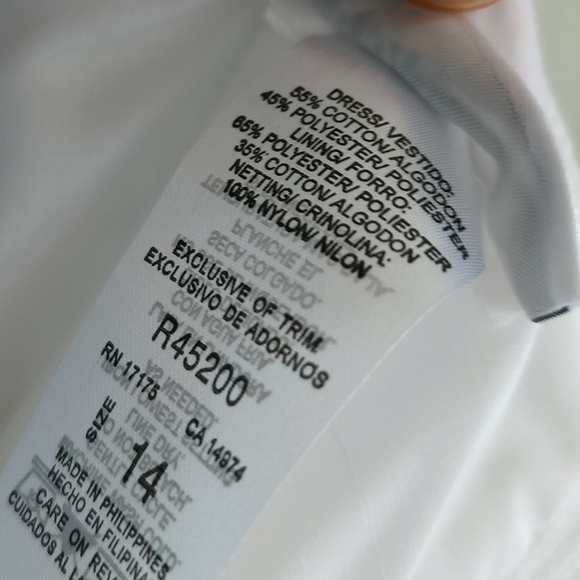 DRESS/ VESTIDO:
55% COTTON/ ALGODON
45% POLYESTER/ POLIESTER
LINING/ FORRO:
65% POLYESTER/ POLIESTER
35% COTTON/ ALGODON
NETTING/ CRINOLINA:
100% NYLON/ NILON
EXCLUSIVE OF TRIM
EXCLUSIVO DE ADORNOS
R45200
RN 17175 CA 14974
SIZE 14
MADE IN PHILIPPINES
HECHO EN FILIPINA
CARE ON REV
CUIDADOS AL